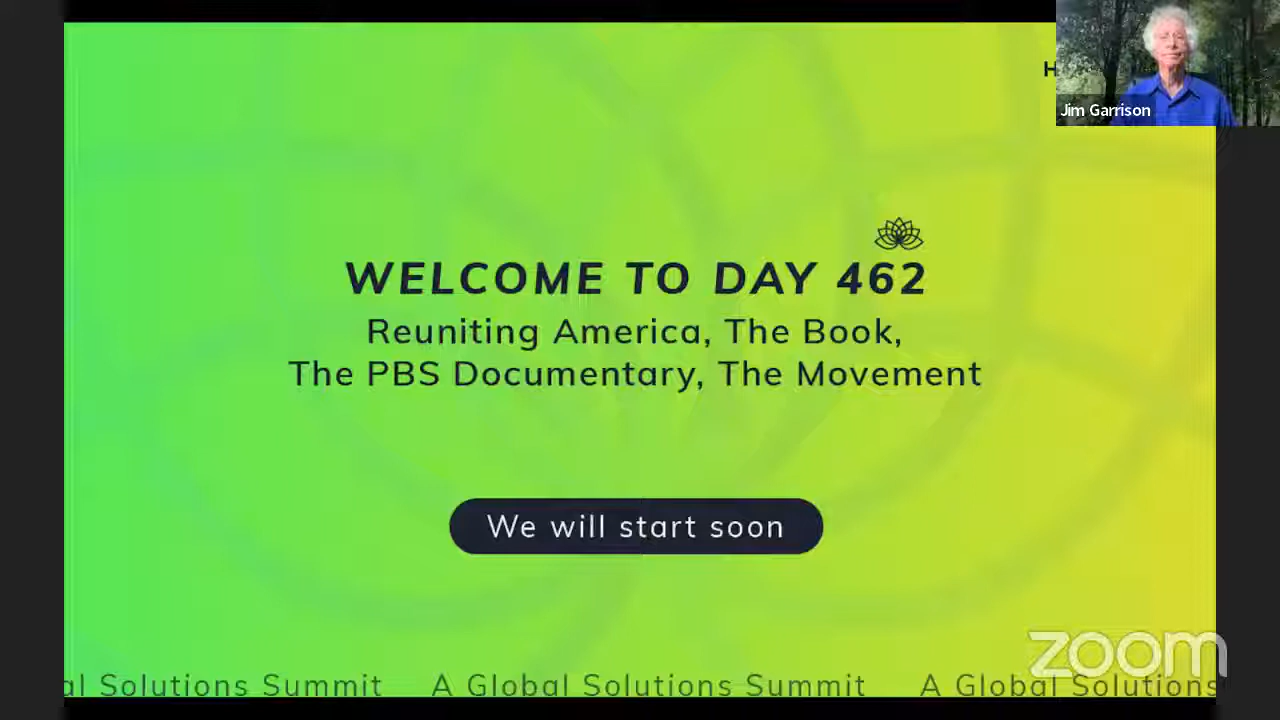 H
Jim Garrison
WELCOME TO DAY 462
Reuniting America, The Book,
The PBS Documentary, The Movement
We will start soon
zoom
al Solutions Summit A Global Solutions Summit A Global Solutions